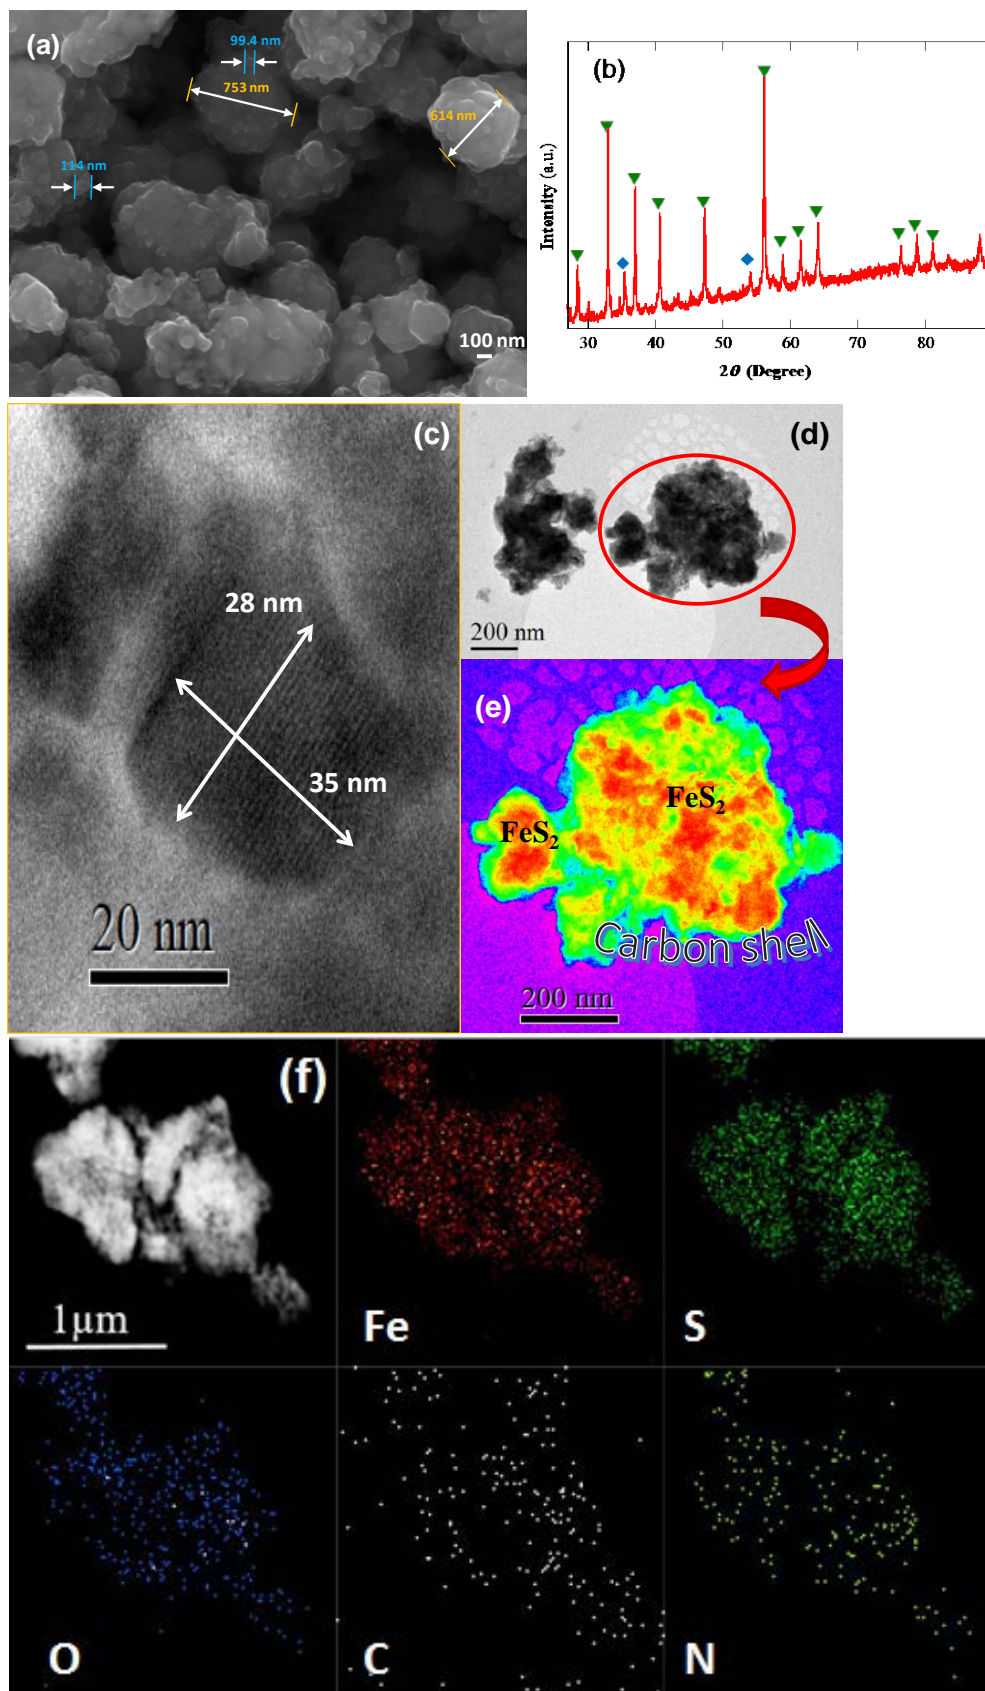 (a)
99.4 nm
753 nm
614 nm
114 nm
100 nm
(b)
Intensity (a.u.)
30 40 50 60 70 80
2θ (Degree)
(c)
28 nm
35 nm
20 nm
(d)
200 nm
(e)
FeS₂
FeS₂
Carbon shell
200 nm
(f)
1µm
Fe
S
O
C
N